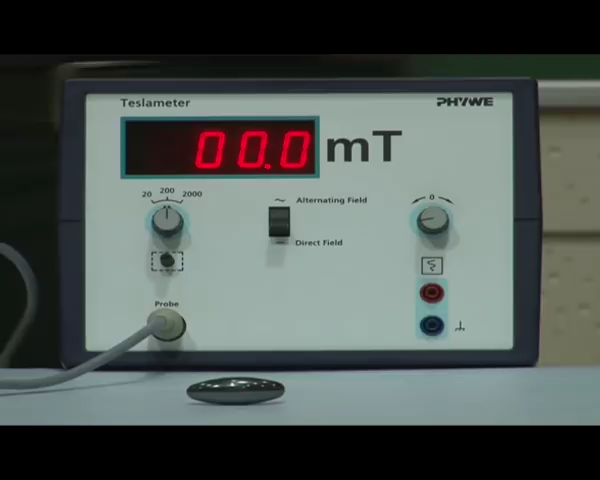 Teslameter PHYWE
00.0 mT
20 200 2000
~ Alternating Field
0
= Direct Field
Probe